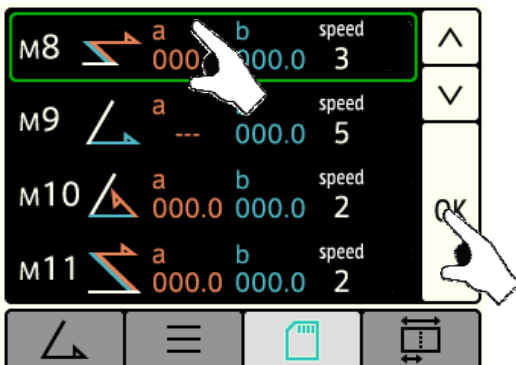 M8 a 000. b 000.0 speed 3
M9 a --- b 000.0 speed 5
M10 a 000.0 b 000.0 speed 2
M11 a 000.0 b 000.0 speed 2
OK